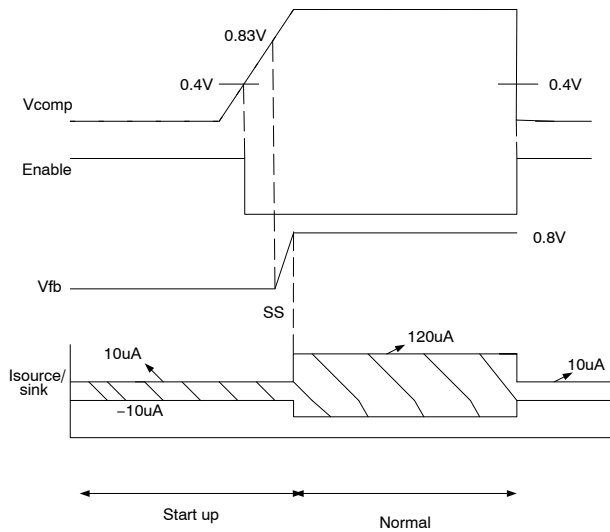 0.83V
0.4V
0.4V
Vcomp
Enable
0.8V
Vfb
SS
120uA
10uA
10uA
Isource/
sink
−10uA
Start up
Normal